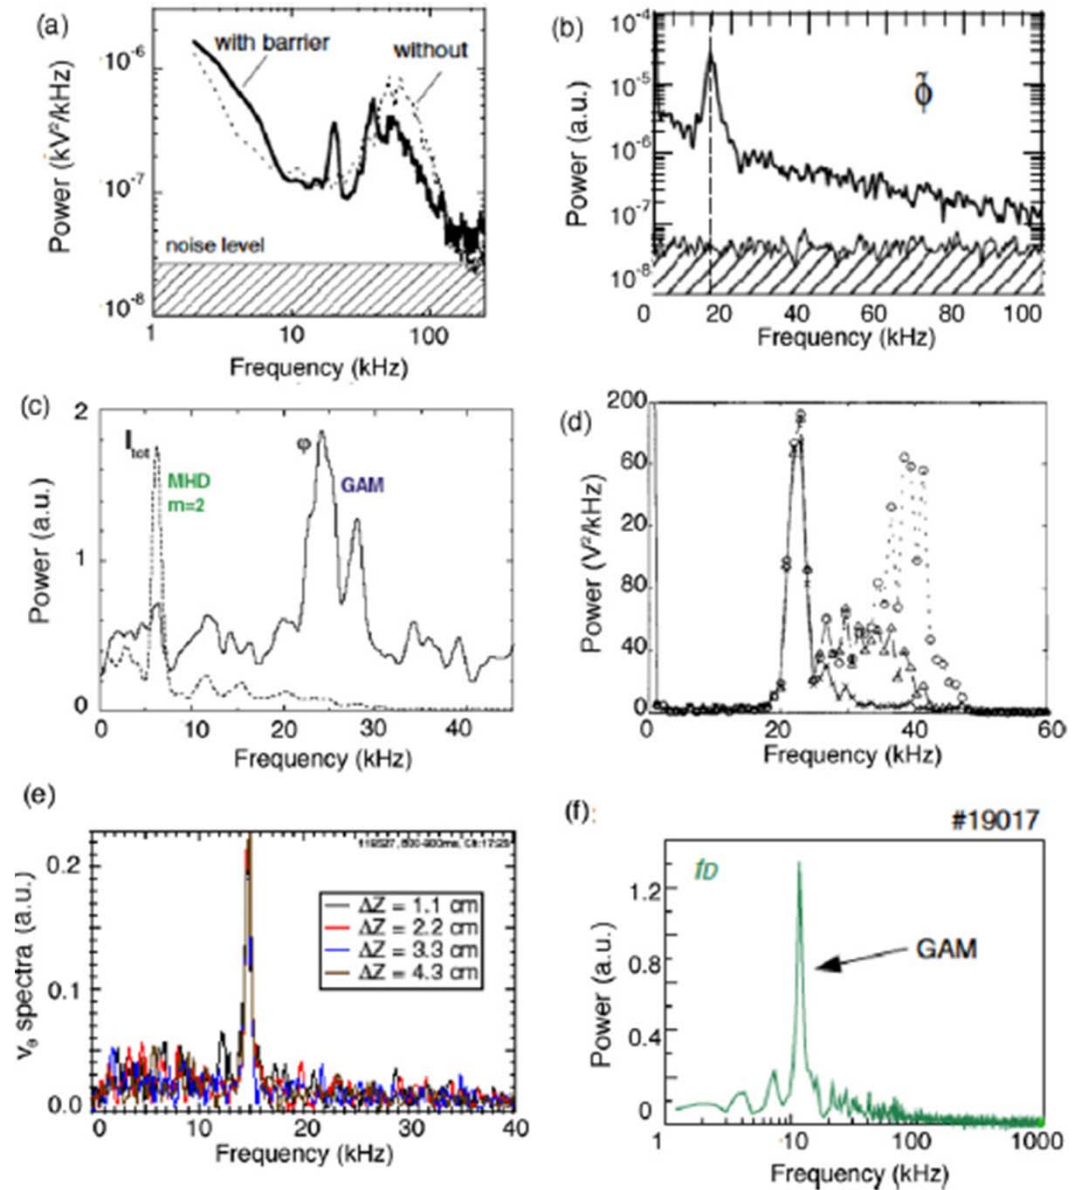 (a)
with barrier
without
noise level
10⁻⁶
10⁻⁷
10⁻⁸
Power (kV²/kHz)
1 10 100
Frequency (kHz)
(b)
10⁻⁴
10⁻⁵
10⁻⁶
10⁻⁷
10⁻⁸
Power (a.u.)
0 20 40 60 80 100
Frequency (kHz)
(c)
2
1
0
Power (a.u.)
I tot
MHD
m=2
φ
GAM
0 10 20 30 40
Frequency (kHz)
(d)
200
60
20
80
40
0
Power (V²/kHz)
0 20 40 60
Frequency (kHz)
(e)
0.2
0.1
0.0
vθ spectra (a.u.)
ΔZ = 1.1 cm
ΔZ = 2.2 cm
ΔZ = 3.3 cm
ΔZ = 4.3 cm
0 10 20 30 40
Frequency (kHz)
(f)
#19017
fD
GAM
1.2
0.8
0.4
0
Power (a.u.)
1 10 100 1000
Frequency (kHz)